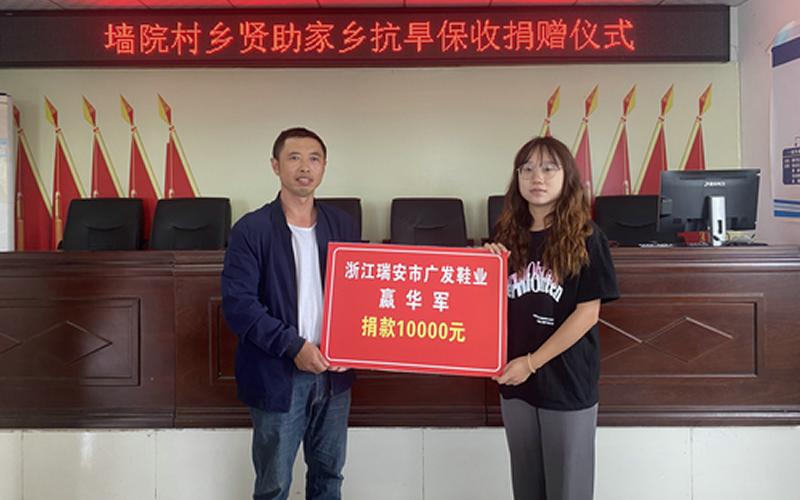 墙院村乡贤助家乡抗旱保收捐赠仪式
浙江瑞安市广发鞋业
嬴华军
捐款10000元